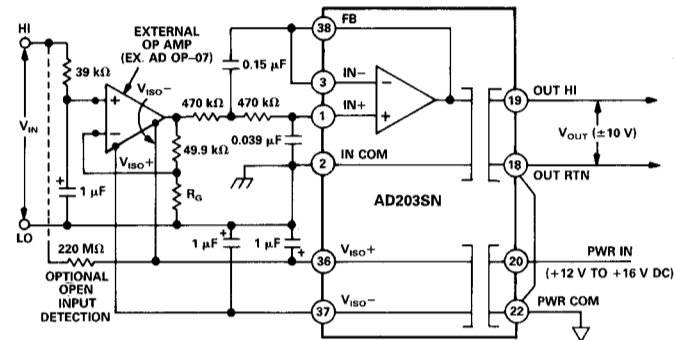 HI
EXTERNAL
OP AMP
(EX. AD OP–07)
39 kΩ
VISO–
0.15 µF
38
FB
3
IN–
470 kΩ
470 kΩ
1
IN+
19
OUT HI
VIN
VISO+
49.9 kΩ
0.039 µF
2
IN COM
VOUT (±10 V)
18
OUT RTN
1 µF
RG
AD203SN
LO
220 MΩ
1 µF
1 µF
36
VISO+
20
PWR IN
(+12 V TO +16 V DC)
OPTIONAL
OPEN
INPUT
DETECTION
37
VISO–
22
PWR COM